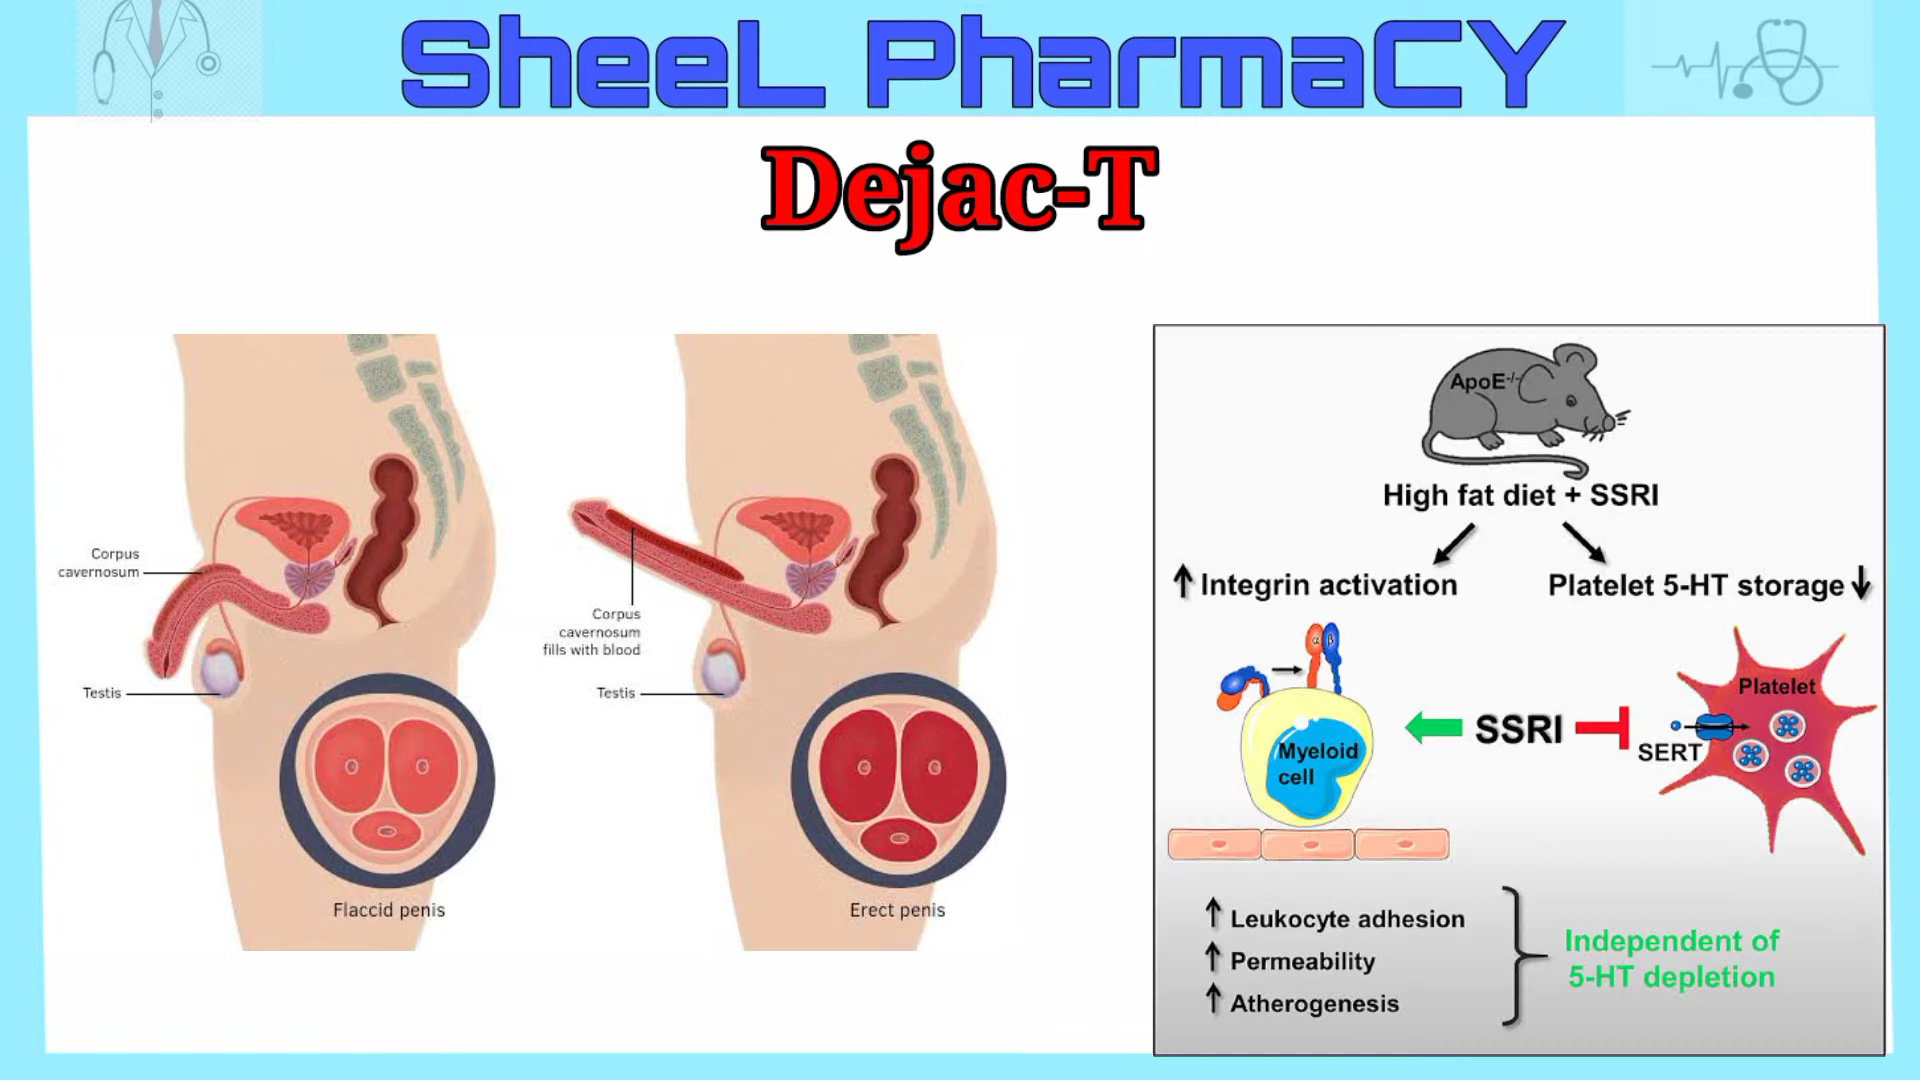 SheeL PharmaCY
Dejac-T
Corpus
cavernosum
Testis
Flaccid penis
Corpus
cavernosum
fills with blood
Testis
Erect penis
ApoE-/-
High fat diet + SSRI
↑ Integrin activation
Platelet 5-HT storage ↓
α β
Myeloid
cell
SSRI
SERT
Platelet
↑ Leukocyte adhesion
↑ Permeability
↑ Atherogenesis
Independent of
5-HT depletion